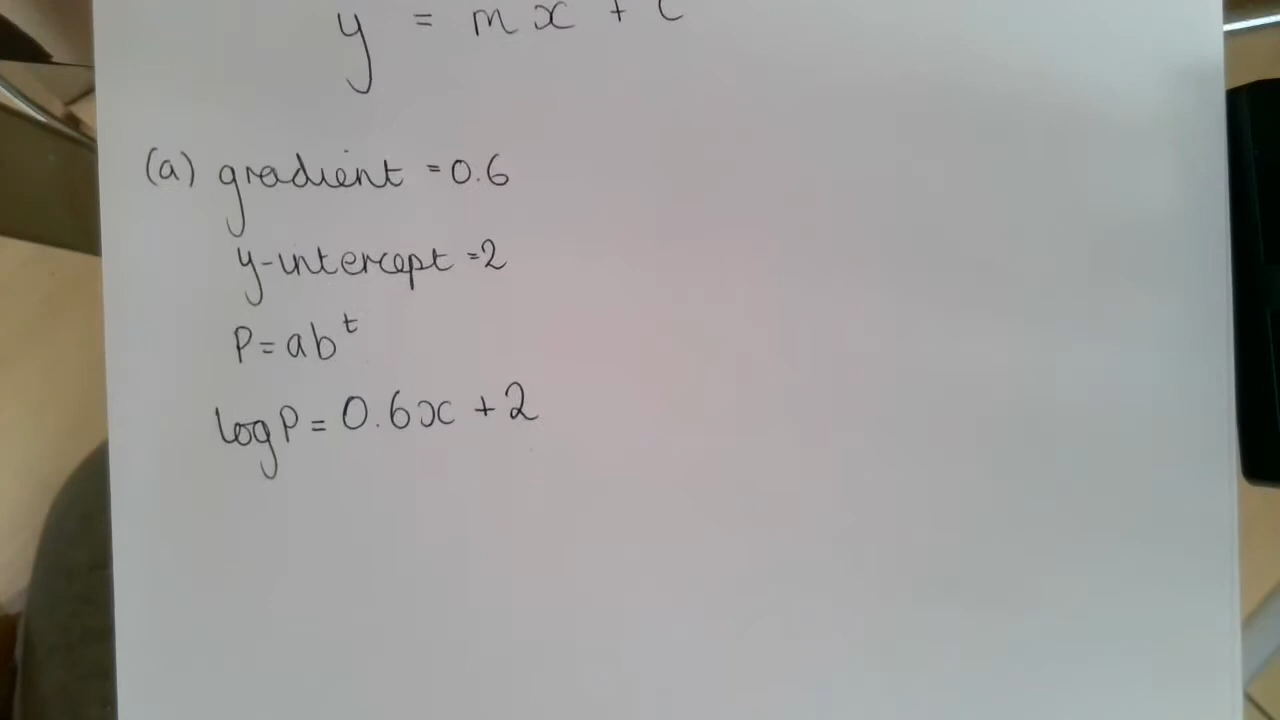 y = mx + c
(a) gradient = 0.6
y-intercept = 2
P = ab^t
log P = 0.6x + 2